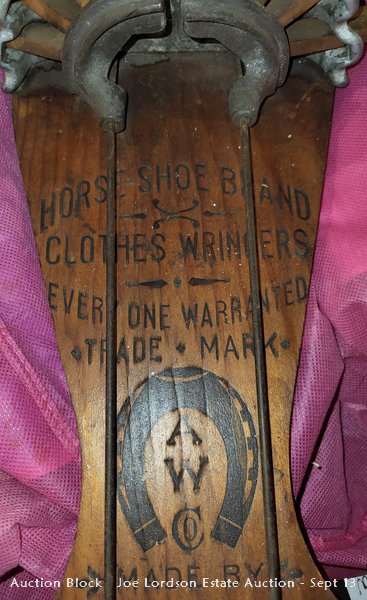 HORSE-SHOE BRAND
CLOTHES WRINGERS
EVERY ONE WARRANTED
• TRADE • MARK •
A
W
Co
MADE BY
Auction Block - Joe Lordson Estate Auction - Sept 13